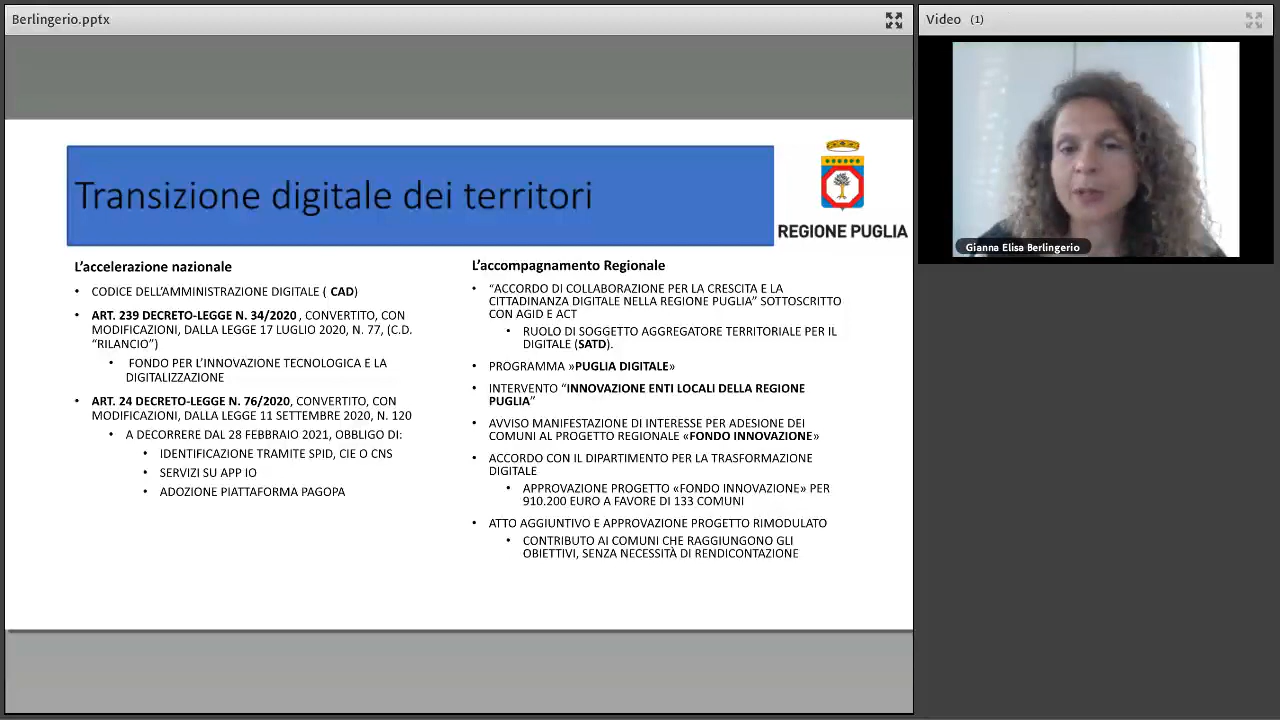 Berlingerio.pptx
Video (1)
Transizione digitale dei territori
REGIONE PUGLIA
Gianna Elisa Berlingerio
L'accelerazione nazionale
• CODICE DELL'AMMINISTRAZIONE DIGITALE ( CAD)
• ART. 239 DECRETO-LEGGE N. 34/2020 , CONVERTITO, CON
MODIFICAZIONI, DALLA LEGGE 17 LUGLIO 2020, N. 77, (C.D.
“RILANCIO”)
• FONDO PER L'INNOVAZIONE TECNOLOGICA E LA
DIGITALIZZAZIONE
• ART. 24 DECRETO-LEGGE N. 76/2020, CONVERTITO, CON
MODIFICAZIONI, DALLA LEGGE 11 SETTEMBRE 2020, N. 120
• A DECORRERE DAL 28 FEBBRAIO 2021, OBBLIGO DI:
• IDENTIFICAZIONE TRAMITE SPID, CIE O CNS
• SERVIZI SU APP IO
• ADOZIONE PIATTAFORMA PAGOPA
L'accompagnamento Regionale
• “ACCORDO DI COLLABORAZIONE PER LA CRESCITA E LA
CITTADINANZA DIGITALE NELLA REGIONE PUGLIA” SOTTOSCRITTO
CON AGID E ACT
• RUOLO DI SOGGETTO AGGREGATORE TERRITORIALE PER IL
DIGITALE (SATD).
• PROGRAMMA »PUGLIA DIGITALE»
• INTERVENTO “INNOVAZIONE ENTI LOCALI DELLA REGIONE
PUGLIA”
• AVVISO MANIFESTAZIONE DI INTERESSE PER ADESIONE DEI
COMUNI AL PROGETTO REGIONALE «FONDO INNOVAZIONE»
• ACCORDO CON IL DIPARTIMENTO PER LA TRASFORMAZIONE
DIGITALE
• APPROVAZIONE PROGETTO «FONDO INNOVAZIONE» PER
910.200 EURO A FAVORE DI 133 COMUNI
• ATTO AGGIUNTIVO E APPROVAZIONE PROGETTO RIMODULATO
• CONTRIBUTO AI COMUNI CHE RAGGIUNGONO GLI
OBIETTIVI, SENZA NECESSITÀ DI RENDICONTAZIONE